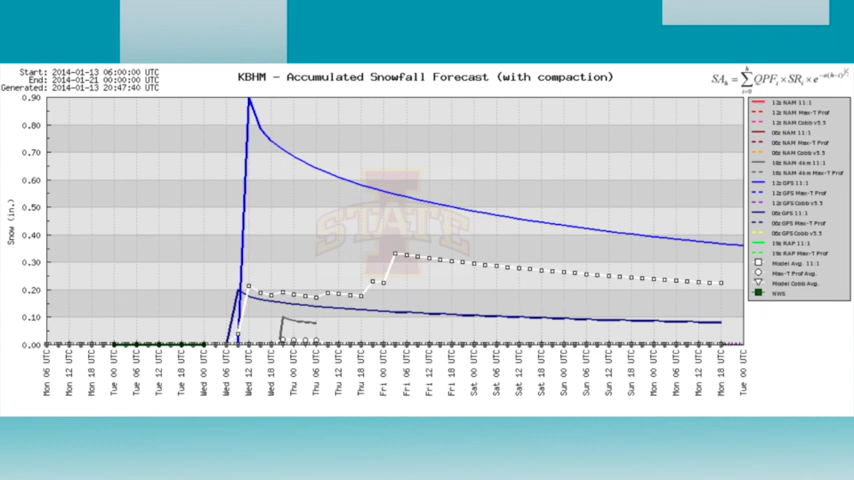 Start: 2014-01-13 06:00:00 UTC
End: 2014-01-21 00:00:00 UTC
Generated: 2014-01-13 20:47:40 UTC
KBHM - Accumulated Snowfall Forecast (with compaction)
SA_k = Σ QPF_i × SR_i × e
k
i=0
0.90
0.80
0.70
0.60
0.50
0.40
0.30
0.20
0.10
0.00
Snow (in.)
STATE
Mon 06 UTC
Mon 12 UTC
Mon 18 UTC
Tue 00 UTC
Tue 06 UTC
Tue 12 UTC
Tue 18 UTC
Wed 00 UTC
Wed 06 UTC
Wed 12 UTC
Wed 18 UTC
Thu 00 UTC
Thu 06 UTC
Thu 12 UTC
Thu 18 UTC
Fri 00 UTC
Fri 06 UTC
Fri 12 UTC
Fri 18 UTC
Sat 00 UTC
Sat 06 UTC
Sat 12 UTC
Sat 18 UTC
Sun 00 UTC
Sun 06 UTC
Sun 12 UTC
Sun 18 UTC
Mon 00 UTC
Mon 06 UTC
Mon 12 UTC
Mon 18 UTC
Tue 00 UTC
12z NAM 11:1
12z NAM Max-T Prof
12z NAM Cobb v5.5
06z NAM 11:1
06z NAM Max-T Prof
06z NAM Cobb v5.5
18z NAM 4km 11:1
18z NAM 4km Max-T Prof
12z GFS 11:1
12z GFS Max-T Prof
12z GFS Cobb v5.5
06z GFS 11:1
06z GFS Max-T Prof
06z GFS Cobb v5.5
19z RAP 11:1
19z RAP Max-T Prof
Model Avg. 11:1
Max-T Prof Avg.
Model Cobb Avg.
NWS